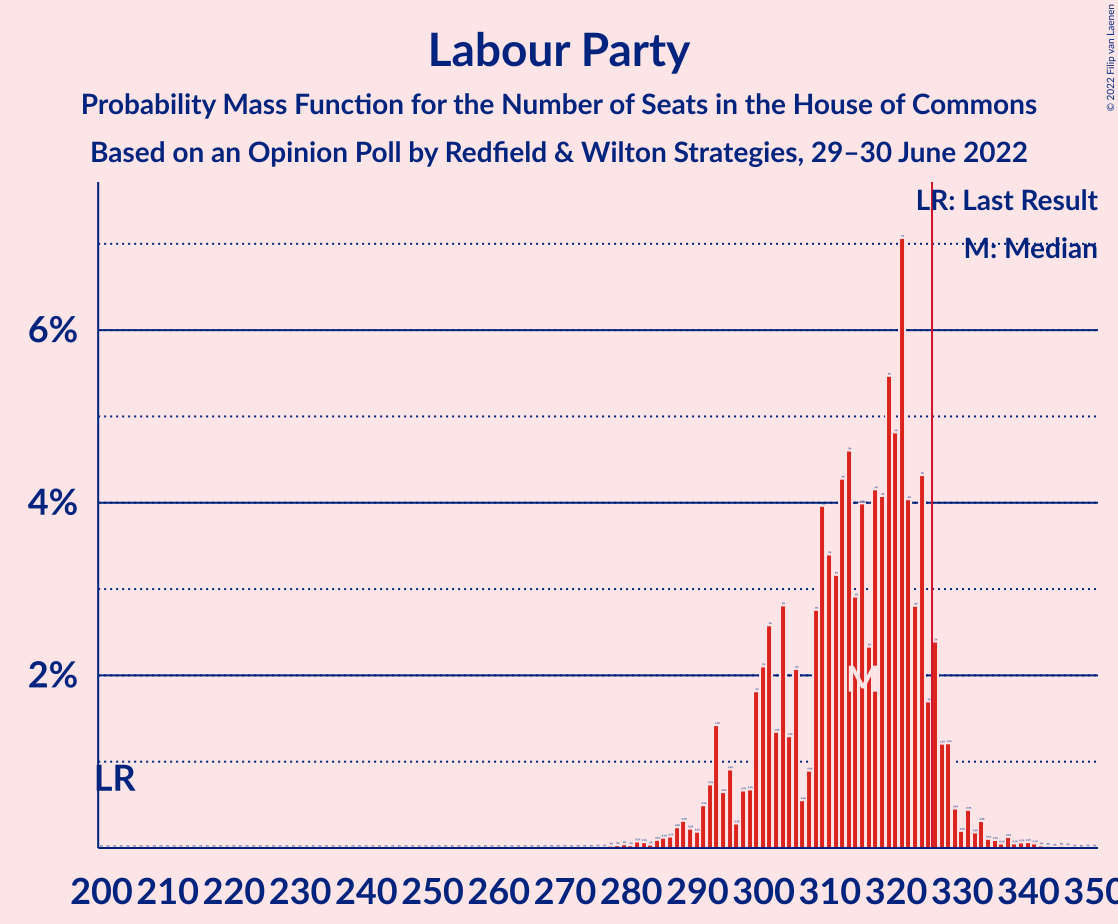 Labour Party
Probability Mass Function for the Number of Seats in the House of Commons
Based on an Opinion Poll by Redfield & Wilton Strategies, 29–30 June 2022
© 2022 Filip van Laenen
LR: Last Result
M: Median
6%
4%
2%
M
LR
200 210 220 230 240 250 260 270 280 290 300 310 320 330 340 350